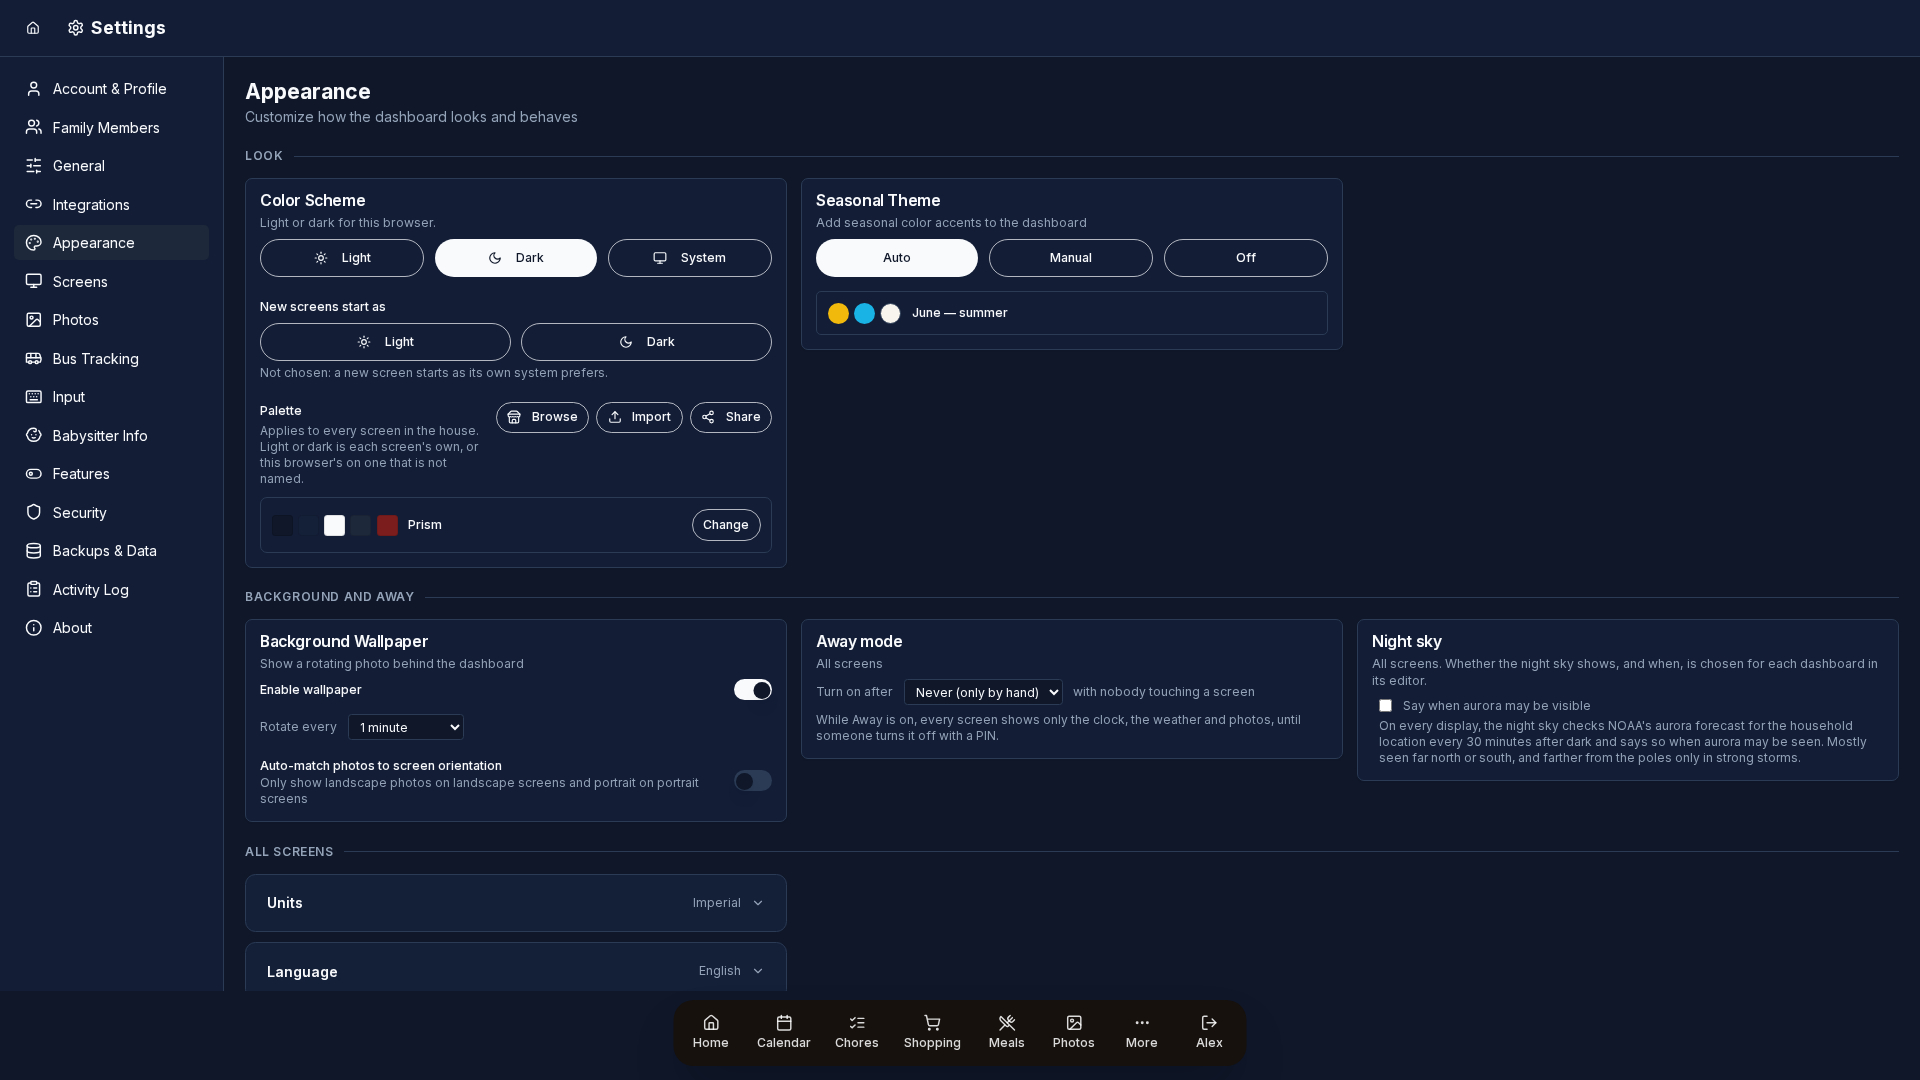 Settings
Account & Profile
Family Members
General
Integrations
Appearance
Screens
Photos
Bus Tracking
Input
Babysitter Info
Features
Security
Backups & Data
Activity Log
About
Appearance
Customize how the dashboard looks and behaves
LOOK
Color Scheme
Light or dark for this browser.
Light
Dark
System
New screens start as
Light
Dark
Not chosen: a new screen starts as its own system prefers.
Palette
Applies to every screen in the house.
Light or dark is each screen's own, or
this browser's on one that is not
named.
Browse
Import
Share
Prism
Change
Seasonal Theme
Add seasonal color accents to the dashboard
Auto
Manual
Off
June — summer
BACKGROUND AND AWAY
Background Wallpaper
Show a rotating photo behind the dashboard
Enable wallpaper
Rotate every
1 minute
Auto-match photos to screen orientation
Only show landscape photos on landscape screens and portrait on portrait
screens
Away mode
All screens
Turn on after
Never (only by hand)
with nobody touching a screen
While Away is on, every screen shows only the clock, the weather and photos, until
someone turns it off with a PIN.
Night sky
All screens. Whether the night sky shows, and when, is chosen for each dashboard in
its editor.
Say when aurora may be visible
On every display, the night sky checks NOAA's aurora forecast for the household
location every 30 minutes after dark and says so when aurora may be seen. Mostly
seen far north or south, and farther from the poles only in strong storms.
ALL SCREENS
Units
Imperial
Language
English
Home
Calendar
Chores
Shopping
Meals
Photos
More
Alex